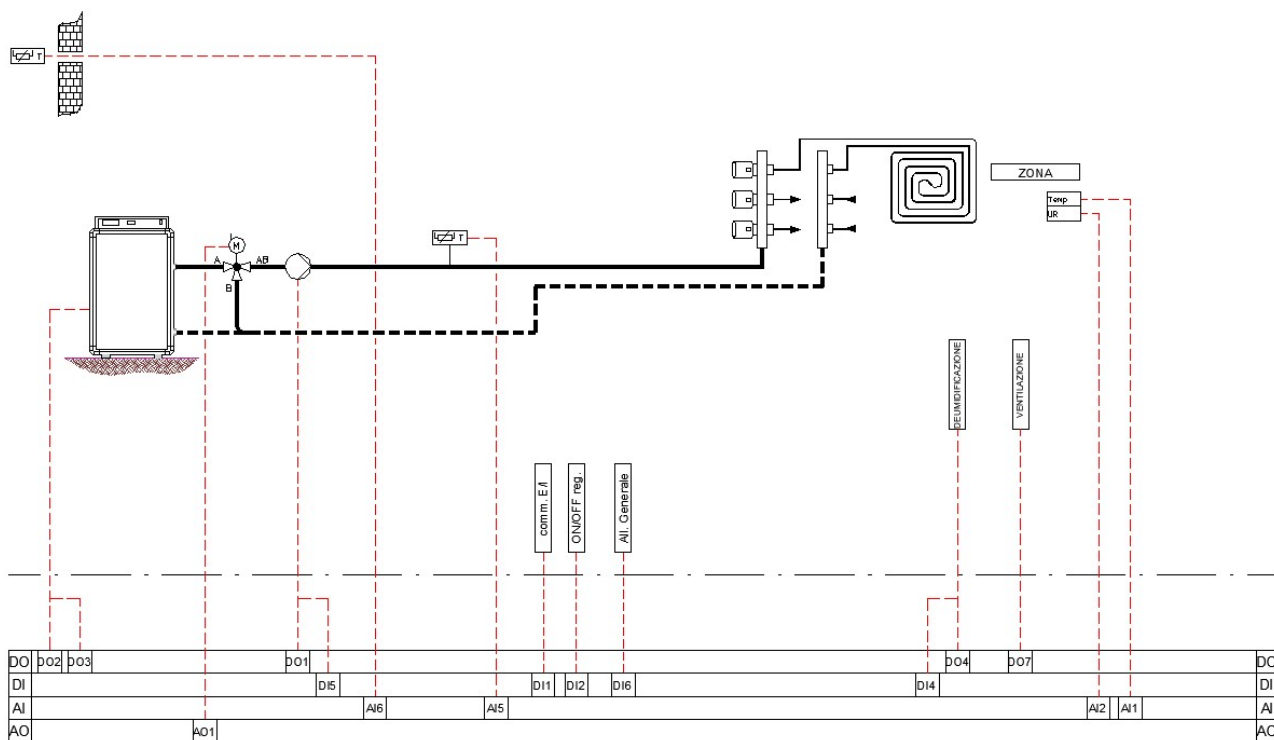 T
ZONA
Temp
UR
M
T
A
AB
B
DEUMIDIFICAZIONE
VENTILAZIONE
comm. E/I
ON/OFF reg.
All. Generale
DO DO2 DO3 DO1 DO4 DO7 DO
DI DI5 DI1 DI2 DI6 DI4 DI
AI AI6 AI5 AI2 AI1 AI
AO AO1 AO